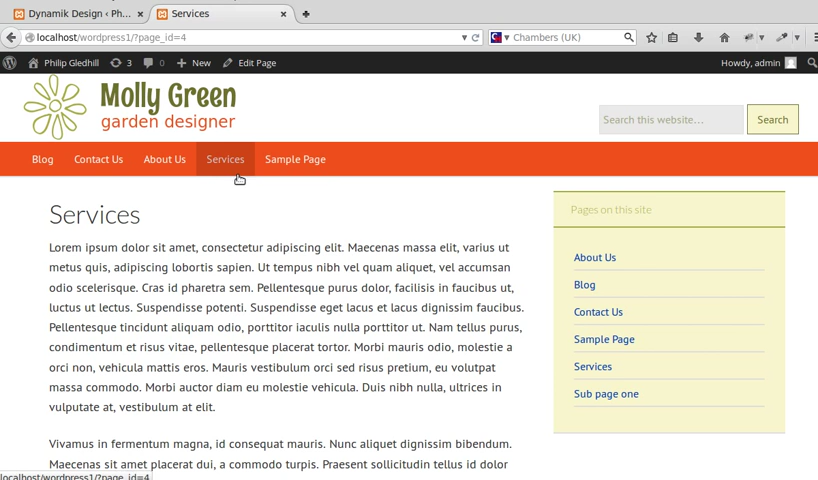 Dynamik Design ‹ Ph... × Services ×
localhost/wordpress1/?page_id=4 Chambers (UK)
Philip Gledhill 3 0 New Edit Page Howdy, admin
Molly Green
garden designer
Search this website… Search
Blog Contact Us About Us Services Sample Page
Services
Lorem ipsum dolor sit amet, consectetur adipiscing elit. Maecenas massa elit, varius ut
metus quis, adipiscing lobortis sapien. Ut tempus nibh vel quam aliquet, vel accumsan
odio scelerisque. Cras id pharetra sem. Pellentesque purus dolor, facilisis in faucibus ut,
luctus ut lectus. Suspendisse potenti. Suspendisse eget lacus et lacus dignissim faucibus.
Pellentesque tincidunt aliquam odio, porttitor iaculis nulla porttitor ut. Nam tellus purus,
condimentum et risus vitae, pellentesque placerat tortor. Morbi mauris odio, molestie a
orci non, vehicula mattis eros. Mauris vestibulum orci sed risus pretium, eu volutpat
massa commodo. Morbi auctor diam eu molestie vehicula. Duis nibh nulla, ultrices in
vulputate at, vestibulum at elit.
Vivamus in fermentum magna, id consequat mauris. Nunc aliquet dignissim bibendum.
Maecenas sit amet placerat dui, a commodo turpis. Praesent sollicitudin tellus id dolor
Pages on this site
About Us
Blog
Contact Us
Sample Page
Services
Sub page one
localhost/wordpress1/?page_id=4